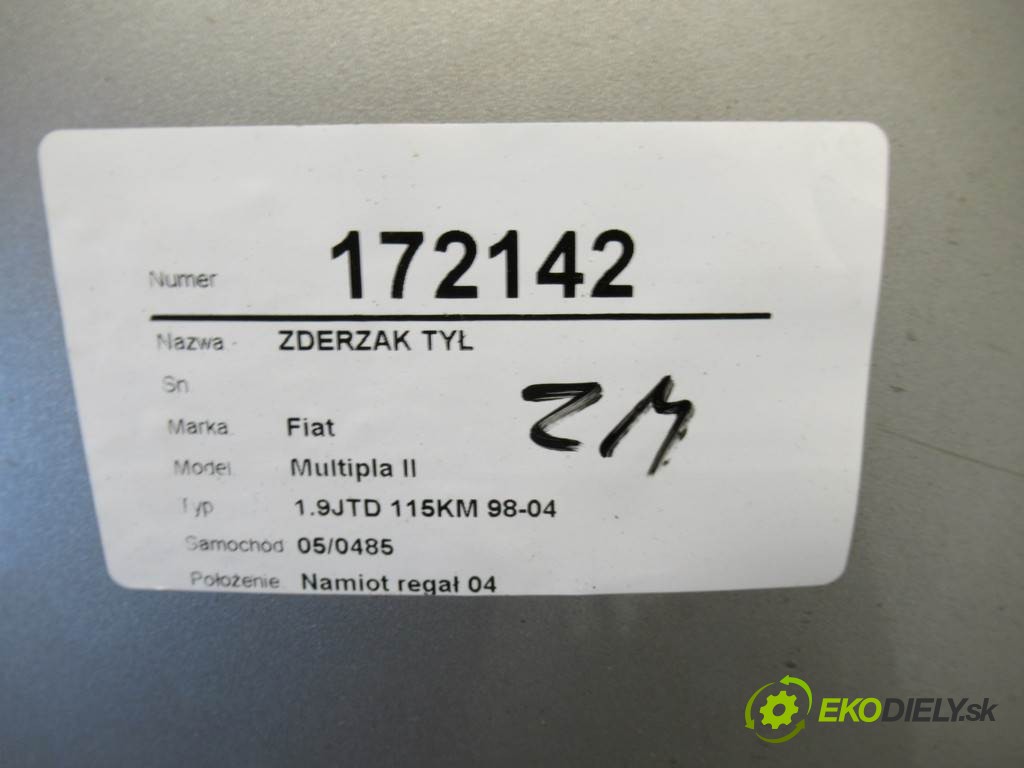 Numer 172142
Nazwa ZDERZAK TYŁ
Sn
Marka Fiat
Model Multipla II
Typ 1.9JTD 115KM 98-04
Samochód 05/0485
Położenie Namiot regał 04
EKODIELY.sk